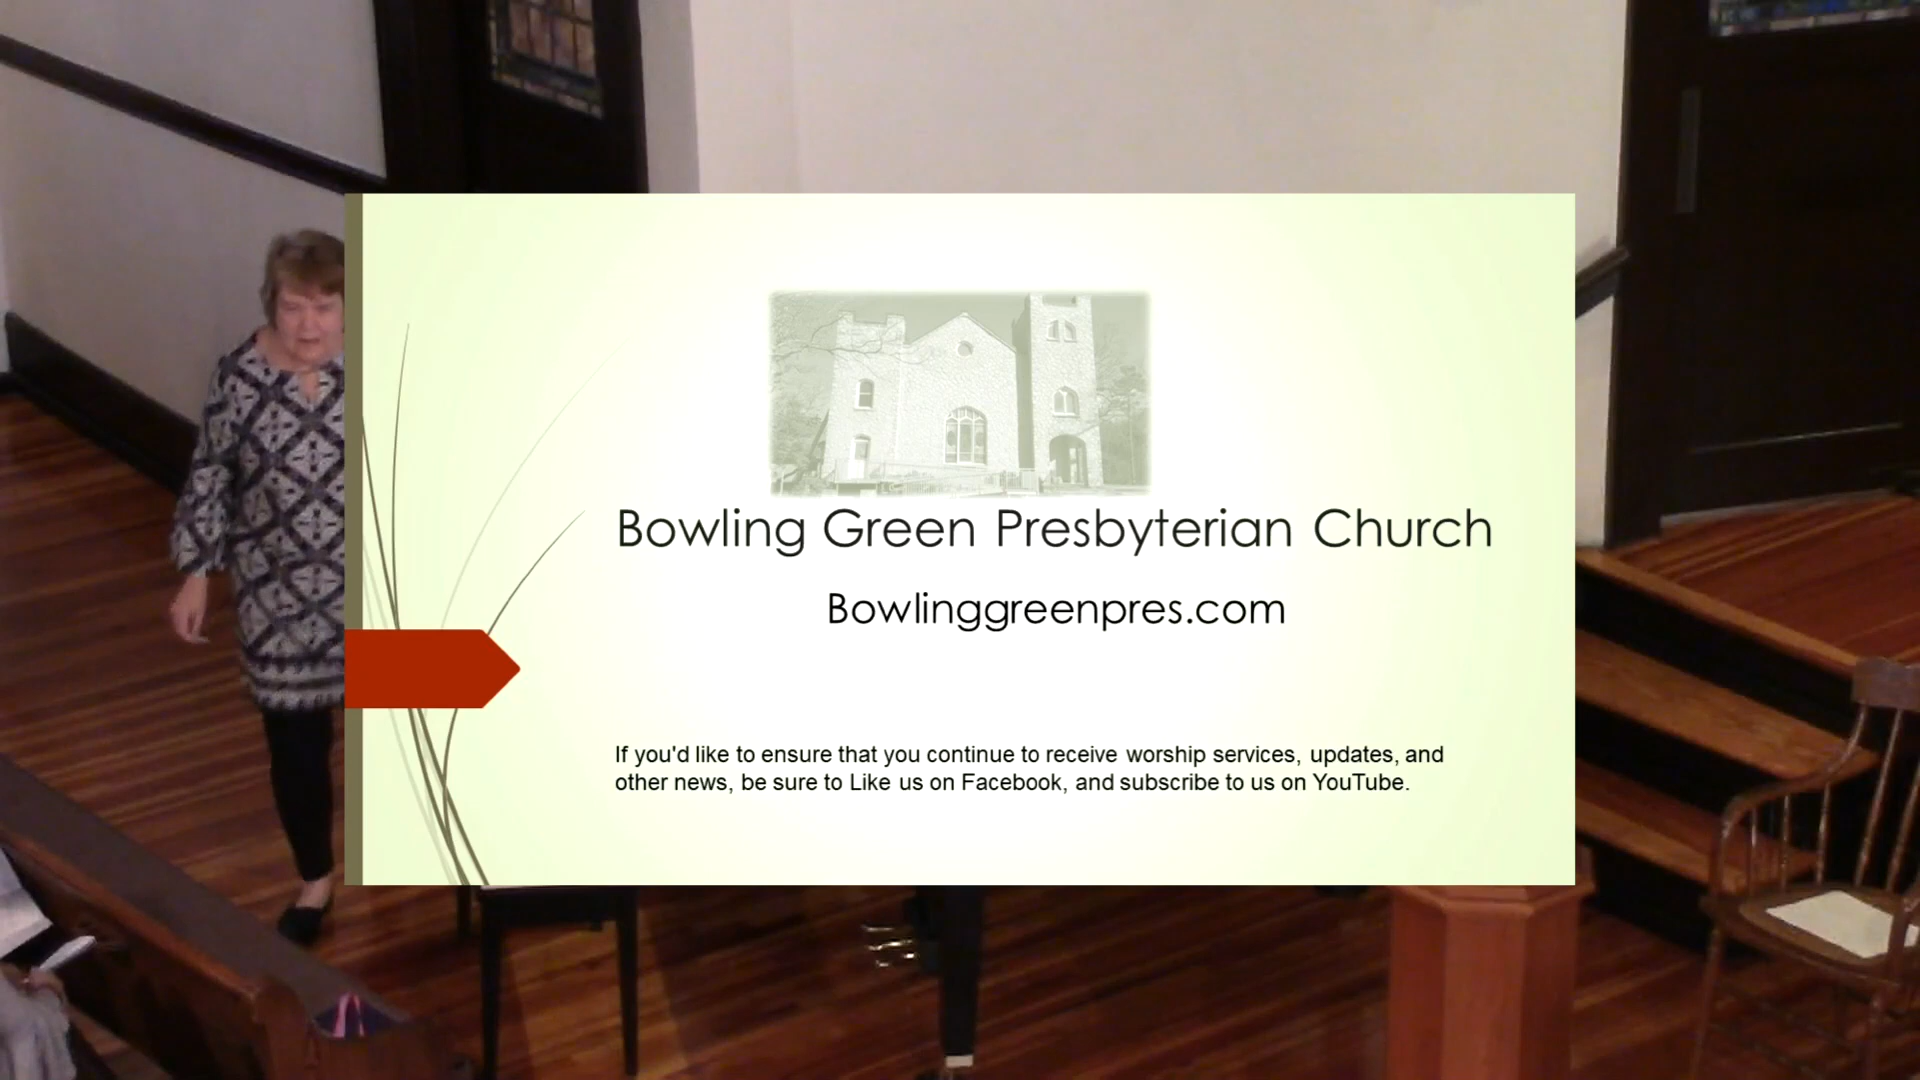 Bowling Green Presbyterian Church
Bowlinggreenpres.com
If you'd like to ensure that you continue to receive worship services, updates, and
other news, be sure to Like us on Facebook, and subscribe to us on YouTube.